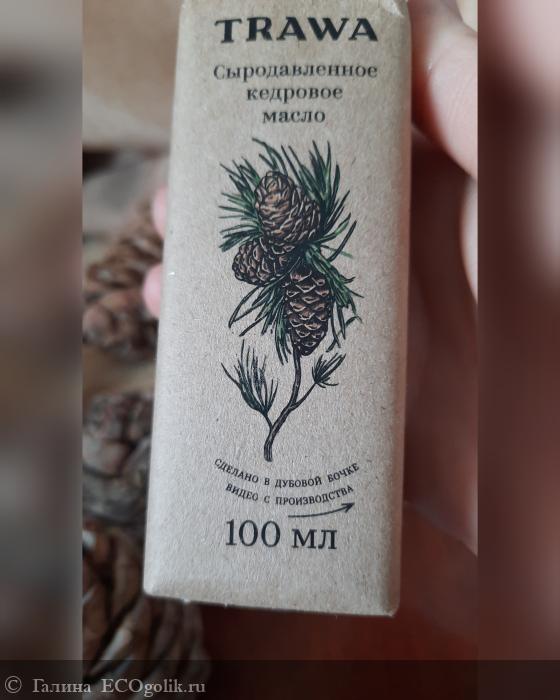 TRAWA
Сыродавленное
кедровое
масло
СДЕЛАНО В ДУБОВОЙ БОЧКЕ
ВИДЕО С ПРОИЗВОДСТВА
100 мл
© Галина ECOgolik.ru